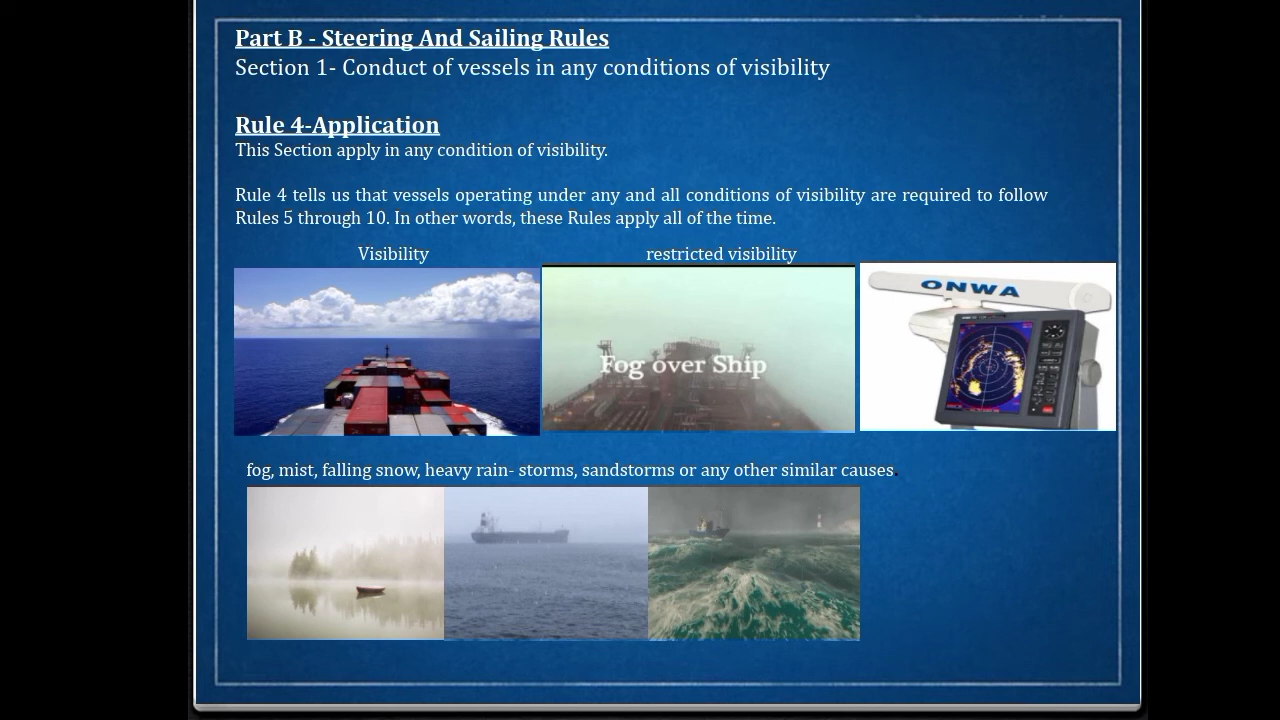 Part B - Steering And Sailing Rules
Section 1- Conduct of vessels in any conditions of visibility
Rule 4-Application
This Section apply in any condition of visibility.
Rule 4 tells us that vessels operating under any and all conditions of visibility are required to follow
Rules 5 through 10. In other words, these Rules apply all of the time.
Visibility
restricted visibility
Fog over Ship
ONWA
fog, mist, falling snow, heavy rain- storms, sandstorms or any other similar causes.